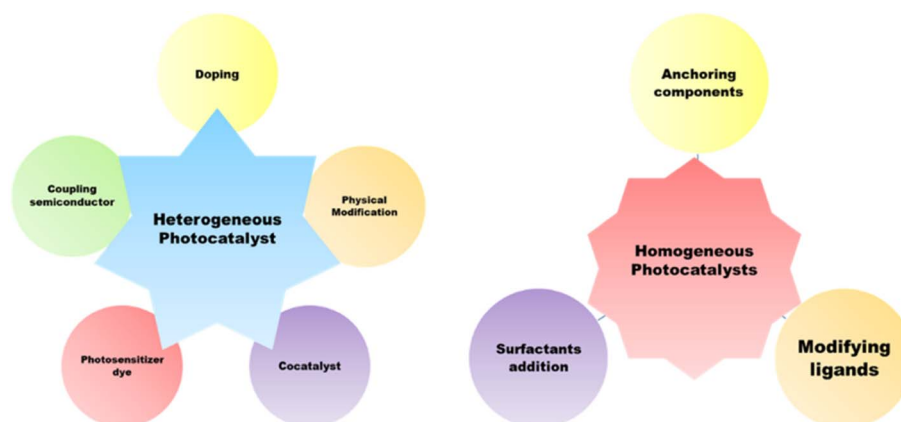 Doping
Coupling
semiconductor
Heterogeneous
Photocatalyst
Physical
Modification
Photosensitizer
dye
Cocatalyst
Anchoring
components
Homogeneous
Photocatalysts
Surfactants
addition
Modifying
ligands